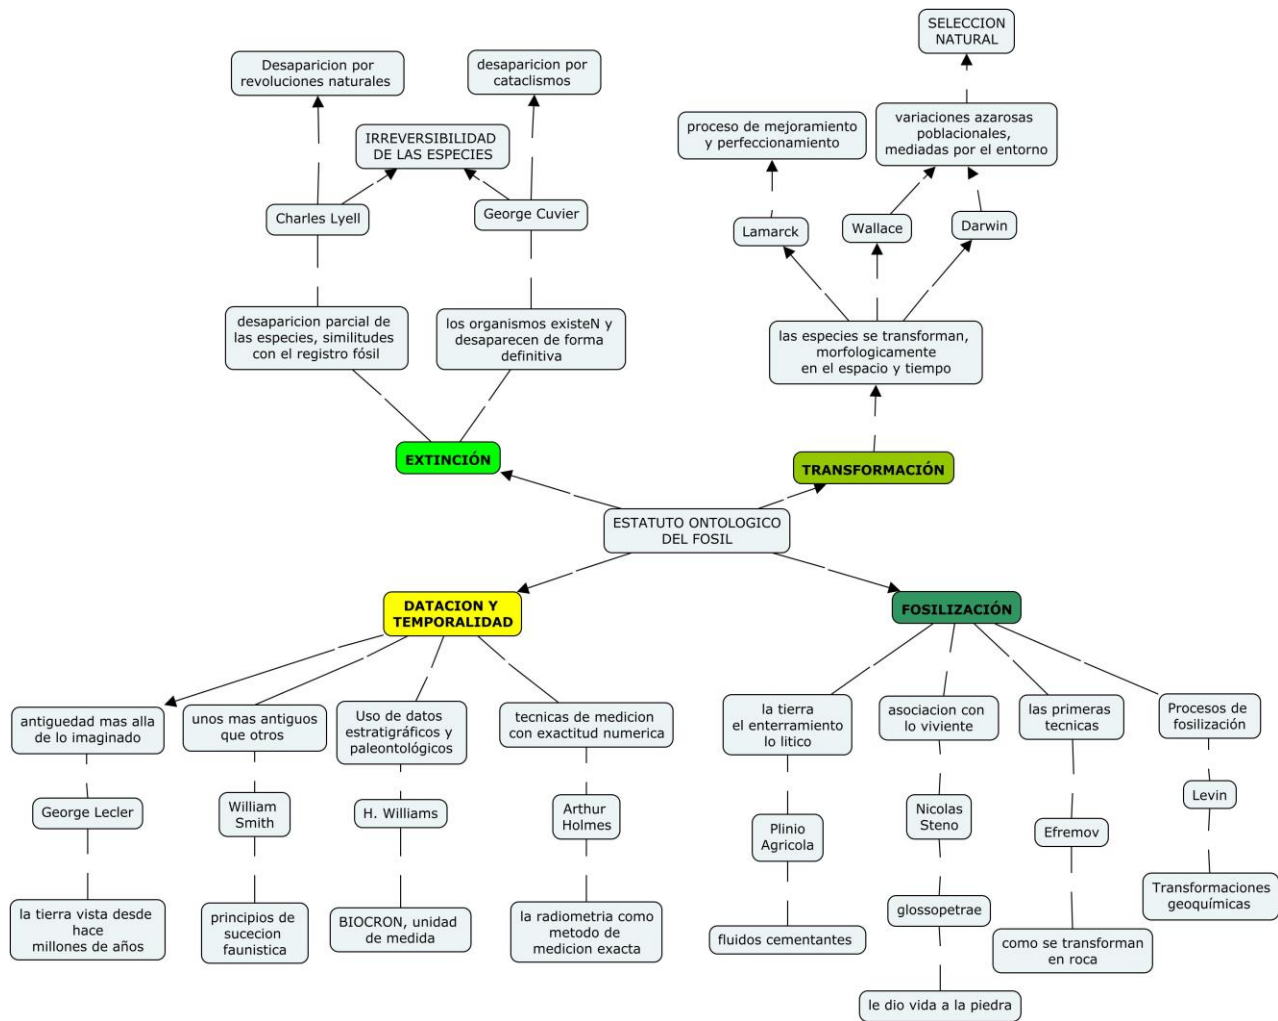 SELECCION
NATURAL
Desaparicion por
revoluciones naturales
desaparicion por
cataclismos
IRREVERSIBILIDAD
DE LAS ESPECIES
proceso de mejoramiento
y perfeccionamiento
variaciones azarosas
poblacionales,
mediadas por el entorno
Charles Lyell
George Cuvier
Lamarck
Wallace
Darwin
desaparicion parcial de
las especies, similitudes
con el registro fósil
los organismos existeN y
desaparecen de forma
definitiva
las especies se transforman,
morfologicamente
en el espacio y tiempo
EXTINCIÓN
TRANSFORMACIÓN
ESTATUTO ONTOLOGICO
DEL FOSIL
DATACION Y
TEMPORALIDAD
FOSILIZACIÓN
antiguedad mas alla
de lo imaginado
unos mas antiguos
que otros
Uso de datos
estratigráficos y
paleontológicos
tecnicas de medicion
con exactitud numerica
la tierra
el enterramiento
lo litico
asociacion con
lo viviente
las primeras
tecnicas
Procesos de
fosilización
George Lecler
William
Smith
H. Williams
Arthur
Holmes
Plinio
Agricola
Nicolas
Steno
Efremov
Levin
la tierra vista desde
hace
millones de años
principios de
sucecion
faunistica
BIOCRON, unidad
de medida
la radiometria como
metodo de
medicion exacta
fluidos cementantes
glossopetrae
como se transforman
en roca
Transformaciones
geoquímicas
le dio vida a la piedra